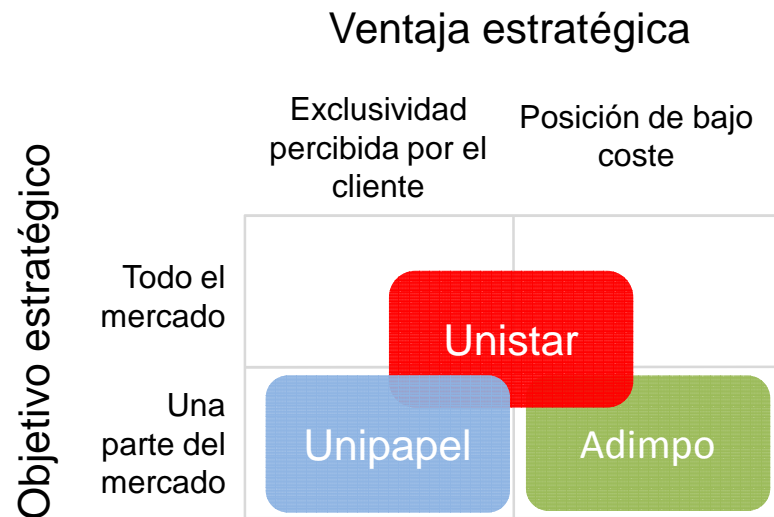 Ventaja estratégica
Exclusividad
percibida por el
cliente
Posición de bajo
coste
Objetivo estratégico
Todo el
mercado
Unistar
Una
parte del
mercado
Unipapel
Adimpo